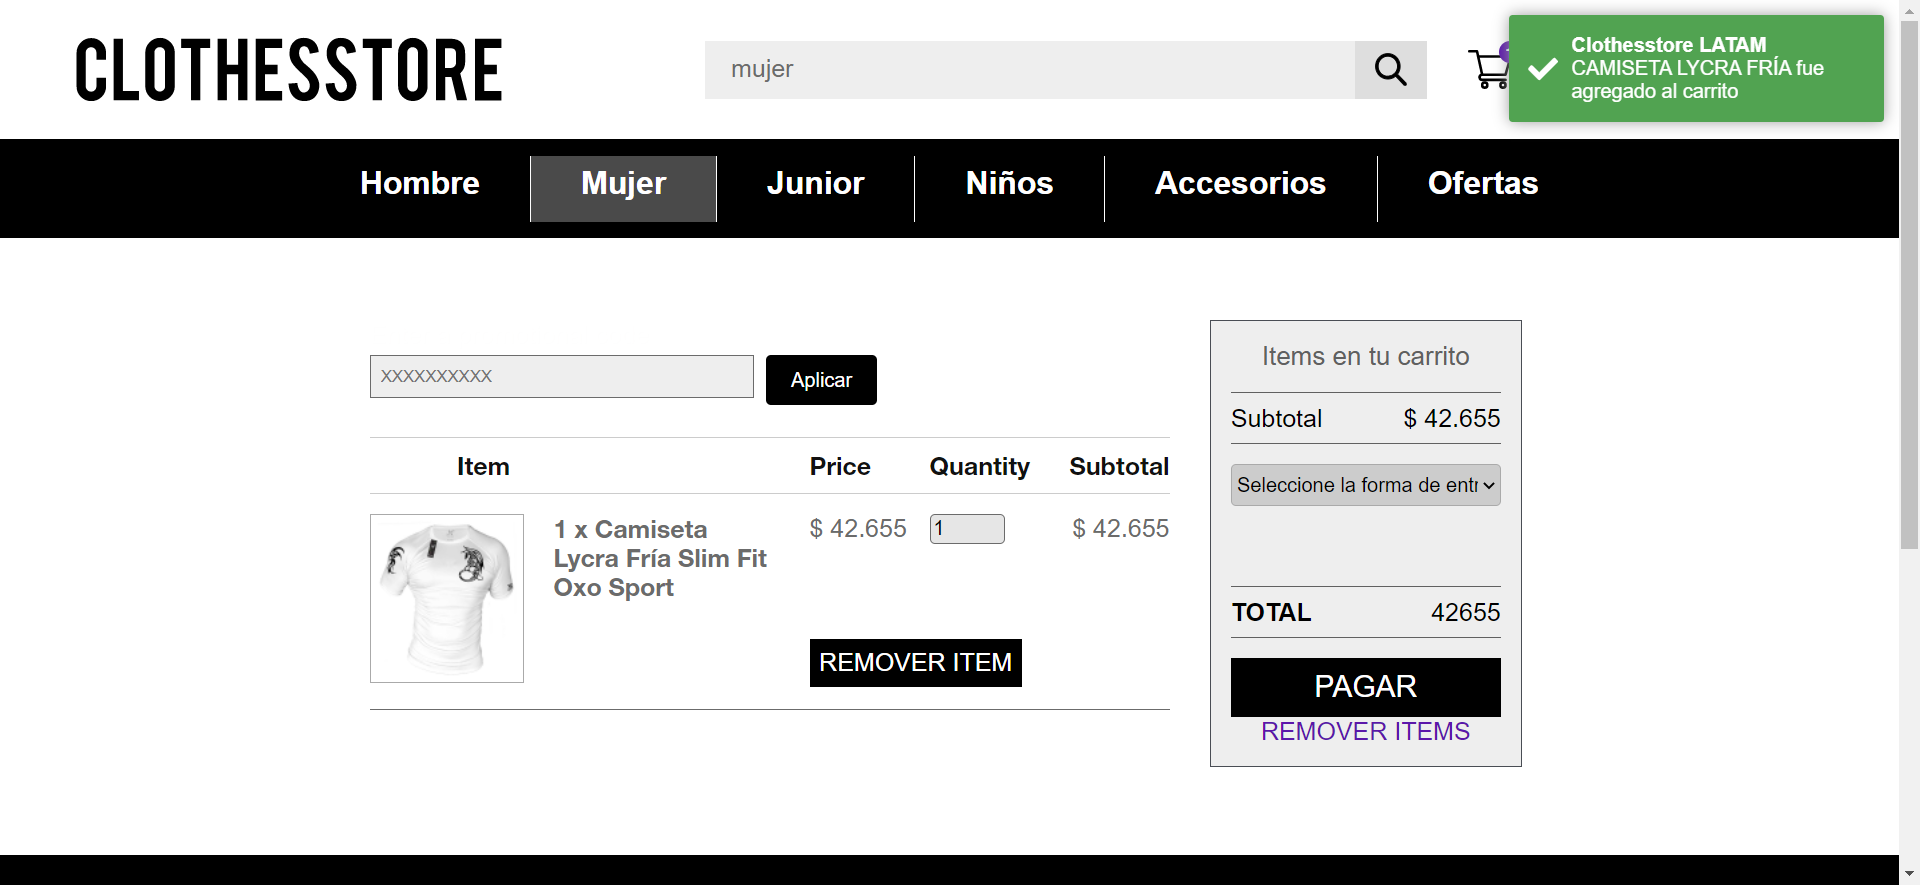 CLOTHESSTORE
mujer
Clothesstore LATAM
CAMISETA LYCRA FRÍA fue
agregado al carrito
Hombre
Mujer
Junior
Niños
Accesorios
Ofertas
XXXXXXXXXX
Aplicar
Item
Price
Quantity
Subtotal
1 x Camiseta
Lycra Fría Slim Fit
Oxo Sport
$ 42.655
1
$ 42.655
REMOVER ITEM
Items en tu carrito
Subtotal
$ 42.655
Seleccione la forma de entr
TOTAL
42655
PAGAR
REMOVER ITEMS